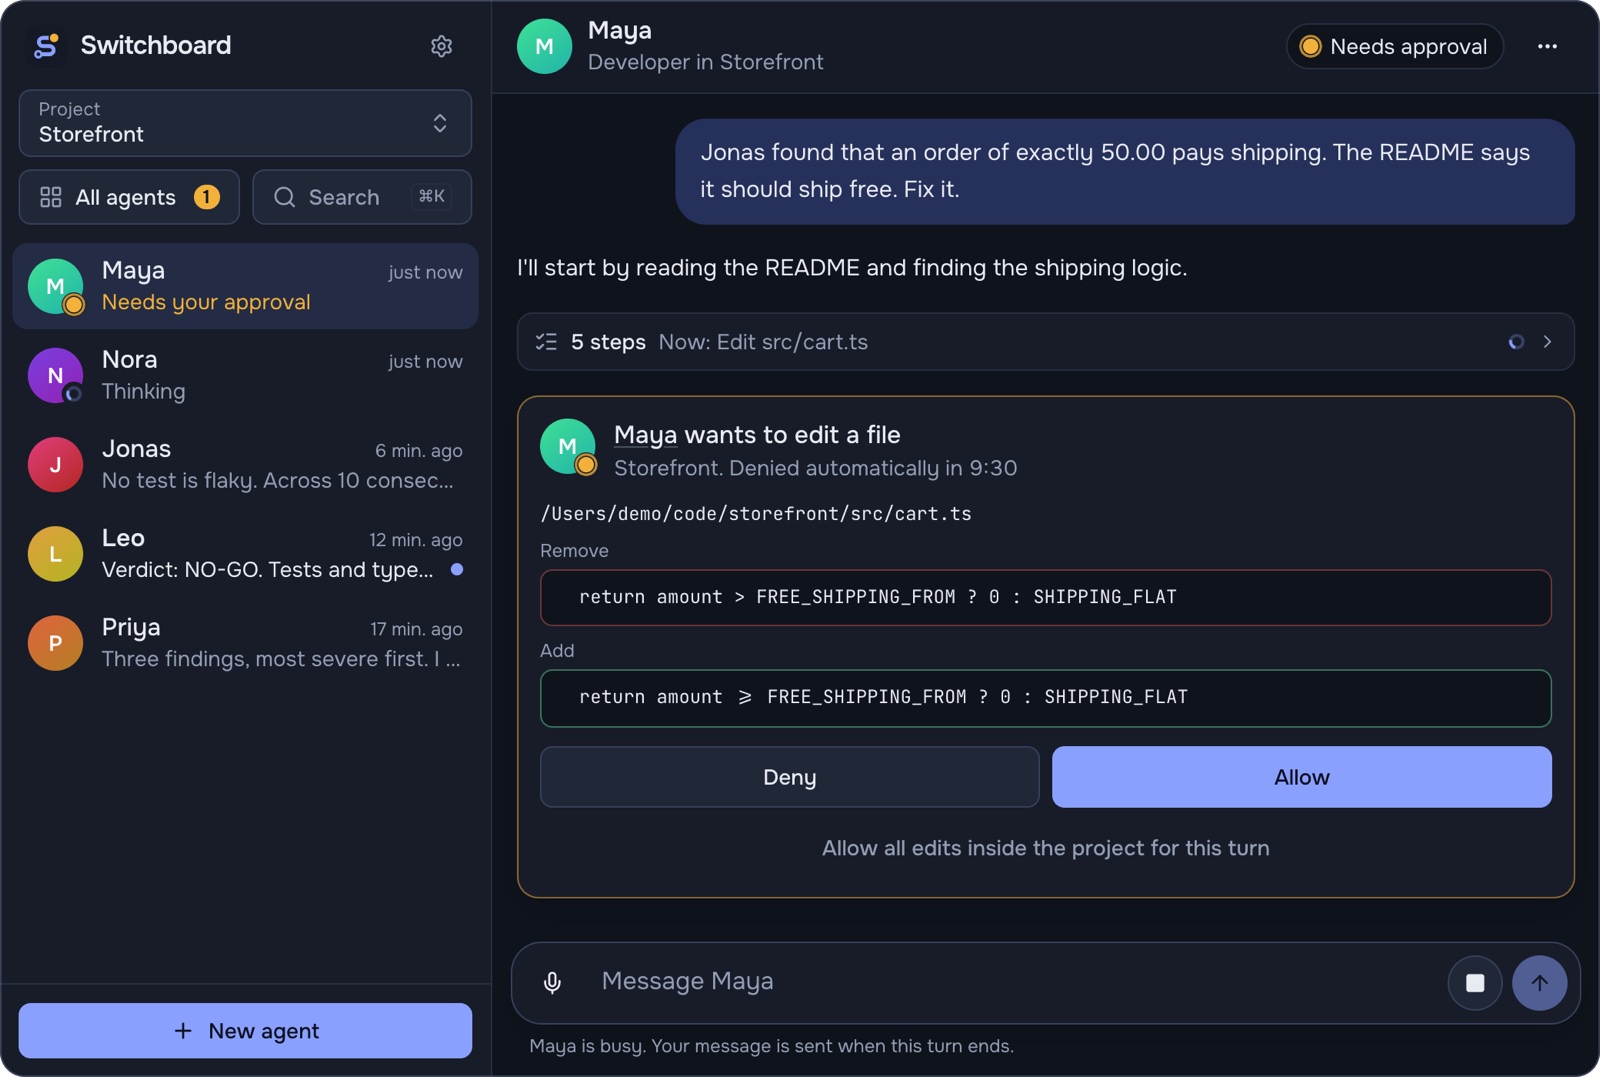 Switchboard
Project
Storefront
All agents 1
Search ⌘K
M
Maya
just now
Needs your approval
N
Nora
just now
Thinking
J
Jonas
6 min. ago
No test is flaky. Across 10 consec...
L
Leo
12 min. ago
Verdict: NO-GO. Tests and type...
P
Priya
17 min. ago
Three findings, most severe first. I ...
+ New agent
M
Maya
Developer in Storefront
Needs approval
Jonas found that an order of exactly 50.00 pays shipping. The README says
it should ship free. Fix it.
I'll start by reading the README and finding the shipping logic.
5 steps Now: Edit src/cart.ts
M
Maya wants to edit a file
Storefront. Denied automatically in 9:30
/Users/demo/code/storefront/src/cart.ts
Remove
return amount > FREE_SHIPPING_FROM ? 0 : SHIPPING_FLAT
Add
return amount ⩾ FREE_SHIPPING_FROM ? 0 : SHIPPING_FLAT
Deny
Allow
Allow all edits inside the project for this turn
Message Maya
Maya is busy. Your message is sent when this turn ends.